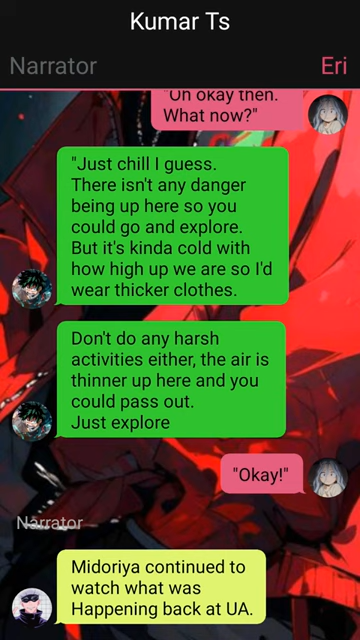 Kumar Ts
Narrator
Eri
"Oh okay then.
What now?"
"Just chill I guess.
There isn't any danger
being up here so you
could go and explore.
But it's kinda cold with
how high up we are so I'd
wear thicker clothes.
Don't do any harsh
activities either, the air is
thinner up here and you
could pass out.
Just explore
"Okay!"
Narrator
Midoriya continued to
watch what was
Happening back at UA.